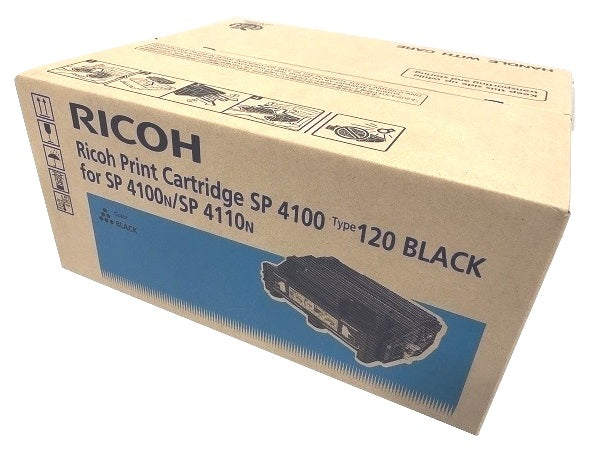 HANDLE WITH CARE
RICOH
Ricoh Print Cartridge SP 4100 Type 120 BLACK
for SP 4100N/SP 4110N
Color
BLACK